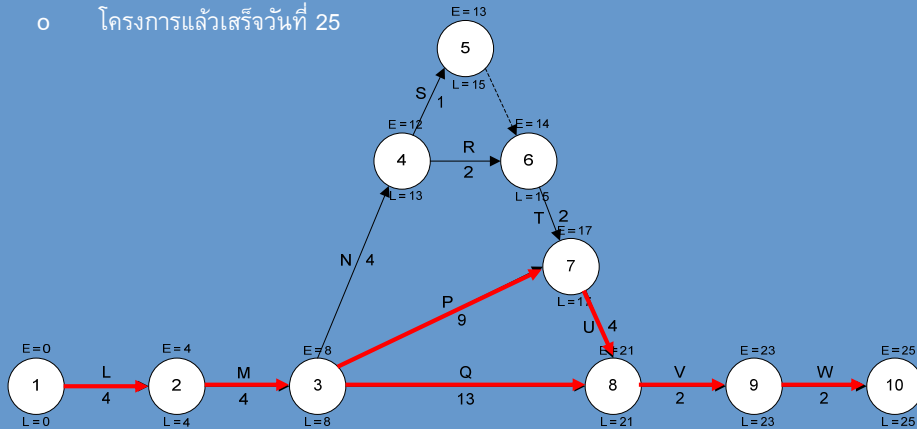 o โครงการแล้วเสร็จวันที่ 25
E=13
5
L=15
S
1
E=12
4
L=13
R
2
E=14
6
L=15
T 2
E=17
7
L=17
N 4
P
9
U 4
E=0
1
L=0
L
4
E=4
2
L=4
M
4
E=8
3
L=8
Q
13
E=21
8
L=21
V
2
E=23
9
L=23
W
2
E=25
10
L=25